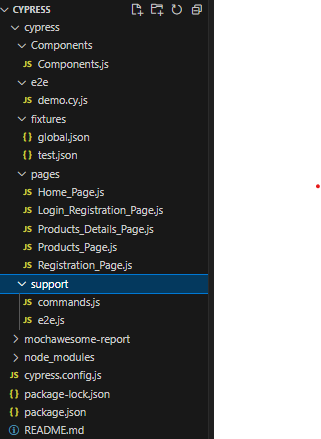 CYPRESS
cypress
Components
JS Components.js
e2e
JS demo.cy.js
fixtures
{} global.json
{} test.json
pages
JS Home_Page.js
JS Login_Registration_Page.js
JS Products_Details_Page.js
JS Products_Page.js
JS Registration_Page.js
support
JS commands.js
JS e2e.js
mochawesome-report
node_modules
JS cypress.config.js
{} package-lock.json
{} package.json
README.md